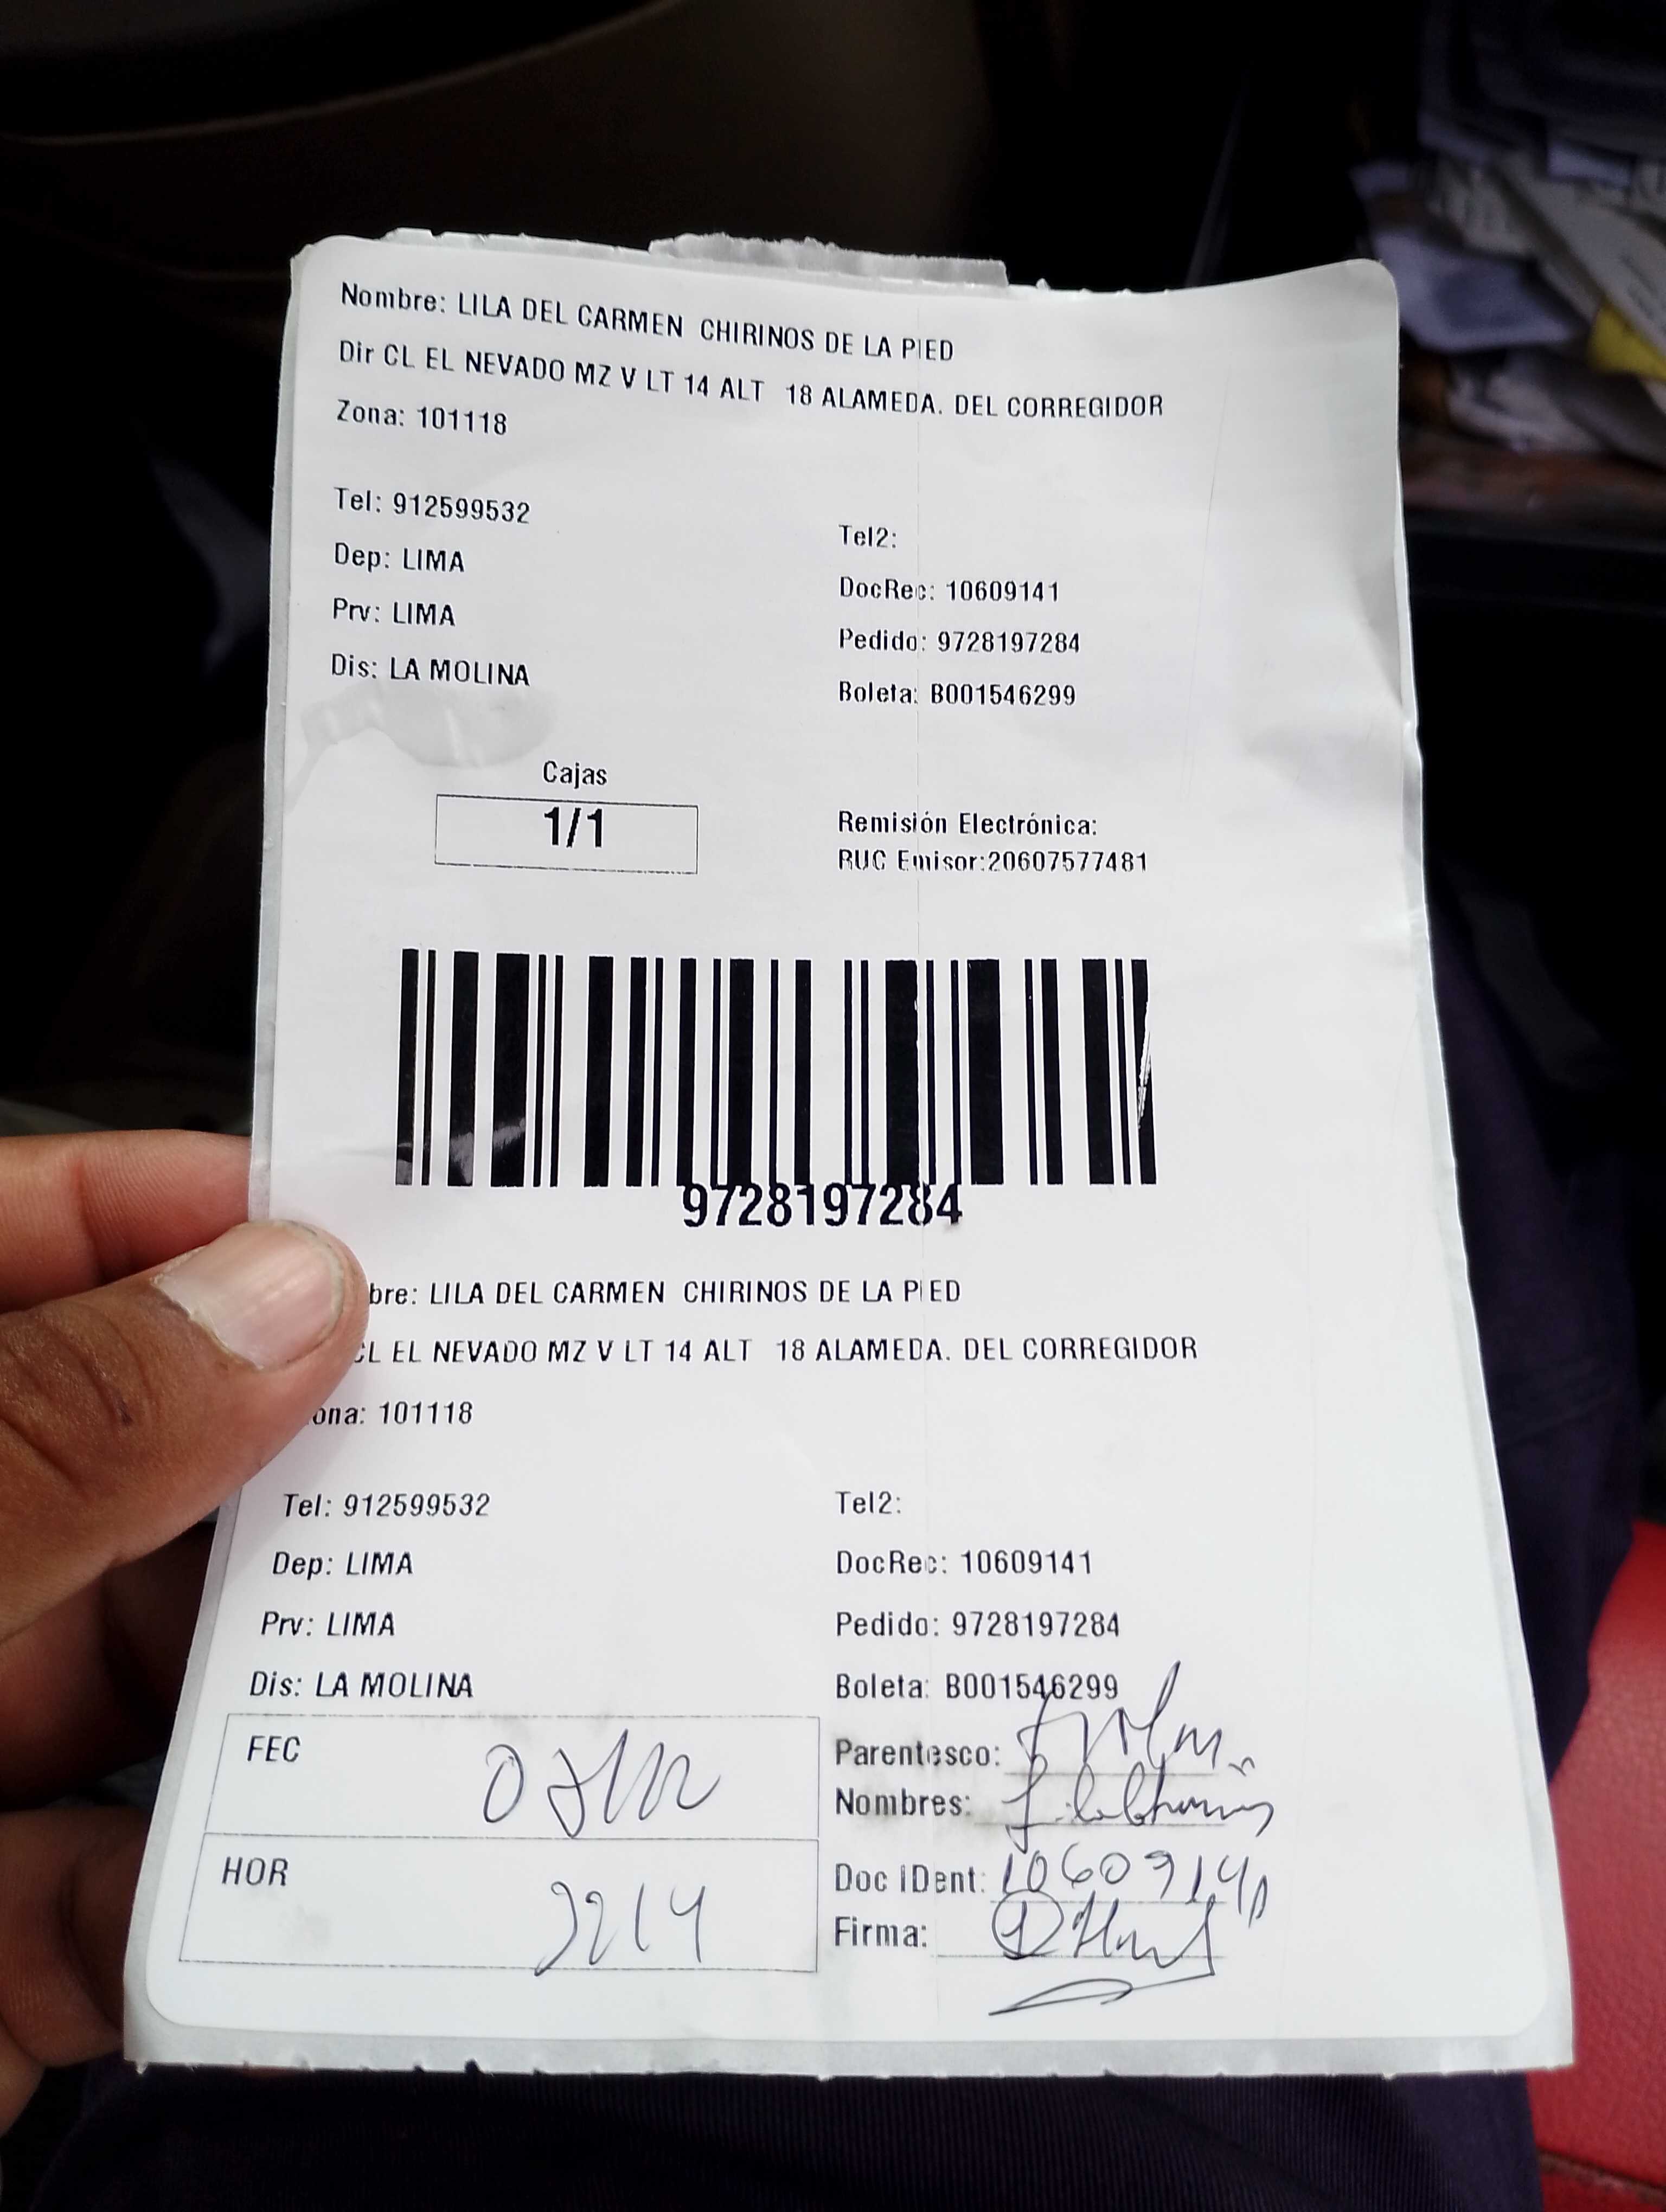 Nombre: LILA DEL CARMEN CHIRINOS DE LA PIED
Dir CL EL NEVADO MZ V LT 14 ALT 18 ALAMEDA. DEL CORREGIDOR
Zona: 101118
Tel: 912599532
Tel2:
Dep: LIMA
DocRec: 10609141
Prv: LIMA
Pedido: 9728197284
Dis: LA MOLINA
Boleta: B001546299
Cajas
1/1
Remisión Electrónica:
RUC Emisor:20607577481
9728197284
bre: LILA DEL CARMEN CHIRINOS DE LA PIED
CL EL NEVADO MZ V LT 14 ALT 18 ALAMEDA. DEL CORREGIDOR
ona: 101118
Tel: 912599532
Tel2:
Dep: LIMA
DocRec: 10609141
Prv: LIMA
Pedido: 9728197284
Dis: LA MOLINA
Boleta: B001546299
FEC
Parentesco:
Nombres:
HOR
Doc IDent: 10609141
Firma: